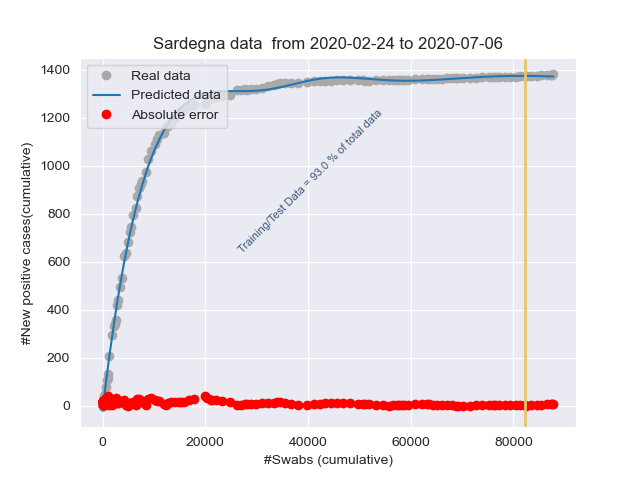 Sardegna data  from 2020-02-24 to 2020-07-06
Real data
Predicted data
Absolute error
#New positive cases(cumulative)
1400
1200
1000
800
600
400
200
0
Training/Test Data = 93.0 % of total data
0
20000
40000
60000
80000
#Swabs (cumulative)